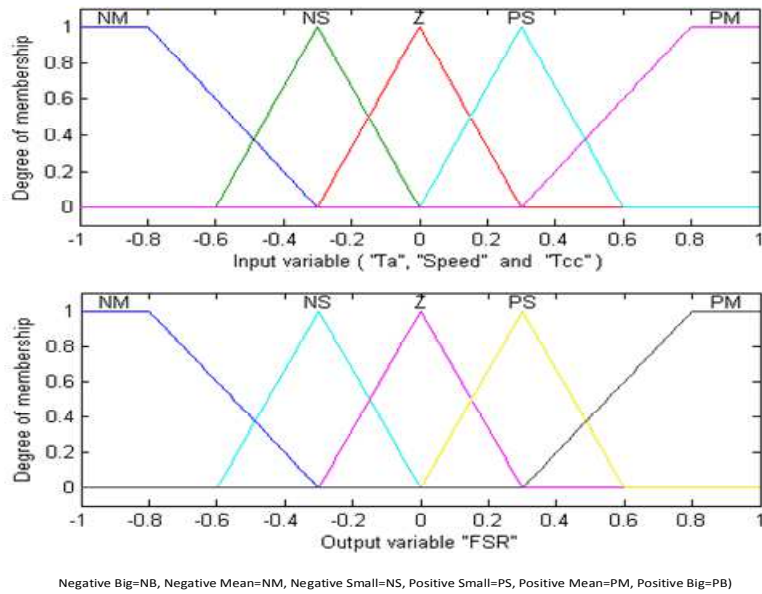 NM NS Z PS PM
1
0.8
0.6
0.4
0.2
0
Degree of membership
-1 -0.8 -0.6 -0.4 -0.2 0 0.2 0.4 0.6 0.8 1
Input variable ( "Ta", "Speed" and "Tcc" )
NM NS Z PS PM
1
0.8
0.6
0.4
0.2
0
Degree of membership
-1 -0.8 -0.6 -0.4 -0.2 0 0.2 0.4 0.6 0.8 1
Output variable "FSR"
Negative Big=NB, Negative Mean=NM, Negative Small=NS, Positive Small=PS, Positive Mean=PM, Positive Big=PB)